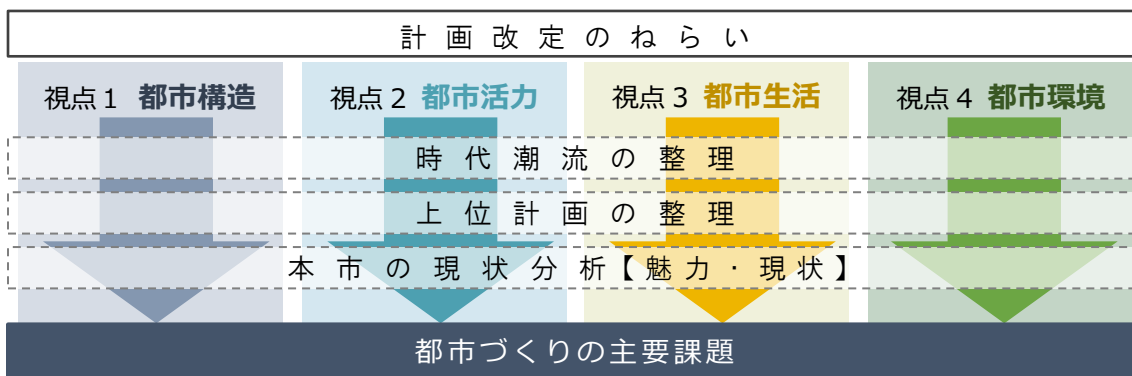 計画改定のねらい
視点1 都市構造
視点2 都市活力
視点3 都市生活
視点4 都市環境
時代潮流の整理
上位計画の整理
本市の現状分析【魅力・現状】
都市づくりの主要課題